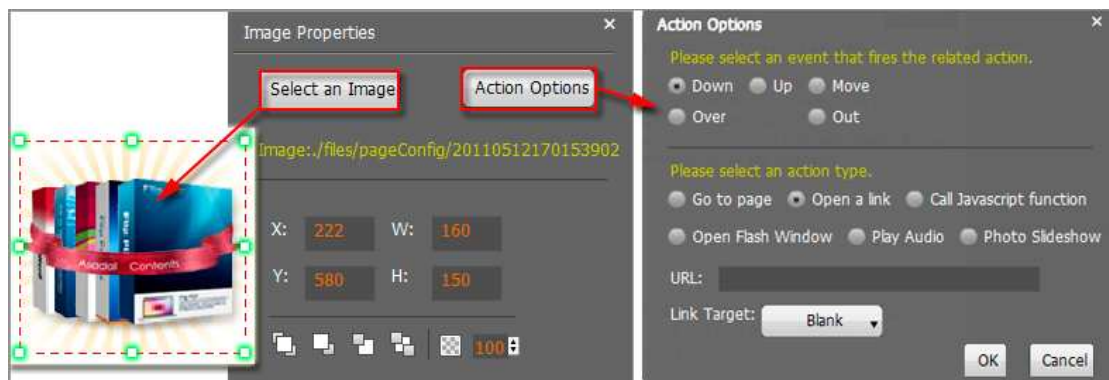 Image Properties
×
Select an Image
Action Options
Image:./files/pageConfig/20110512170153902
X: 222 W: 160
Y: 580 H: 150
100
Asadal Contents
Action Options
×
Please select an event that fires the related action.
Down Up Move
Over Out
Please select an action type.
Go to page Open a link Call Javascript function
Open Flash Window Play Audio Photo Slideshow
URL:
Link Target: Blank
OK Cancel